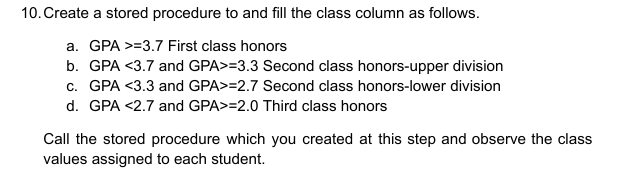 10. Create a stored procedure to and fill the class column as follows.
a. GPA >=3.7 First class honors
b. GPA <3.7 and GPA>=3.3 Second class honors-upper division
c. GPA <3.3 and GPA>=2.7 Second class honors-lower division
d. GPA <2.7 and GPA>=2.0 Third class honors
Call the stored procedure which you created at this step and observe the class
values assigned to each student.